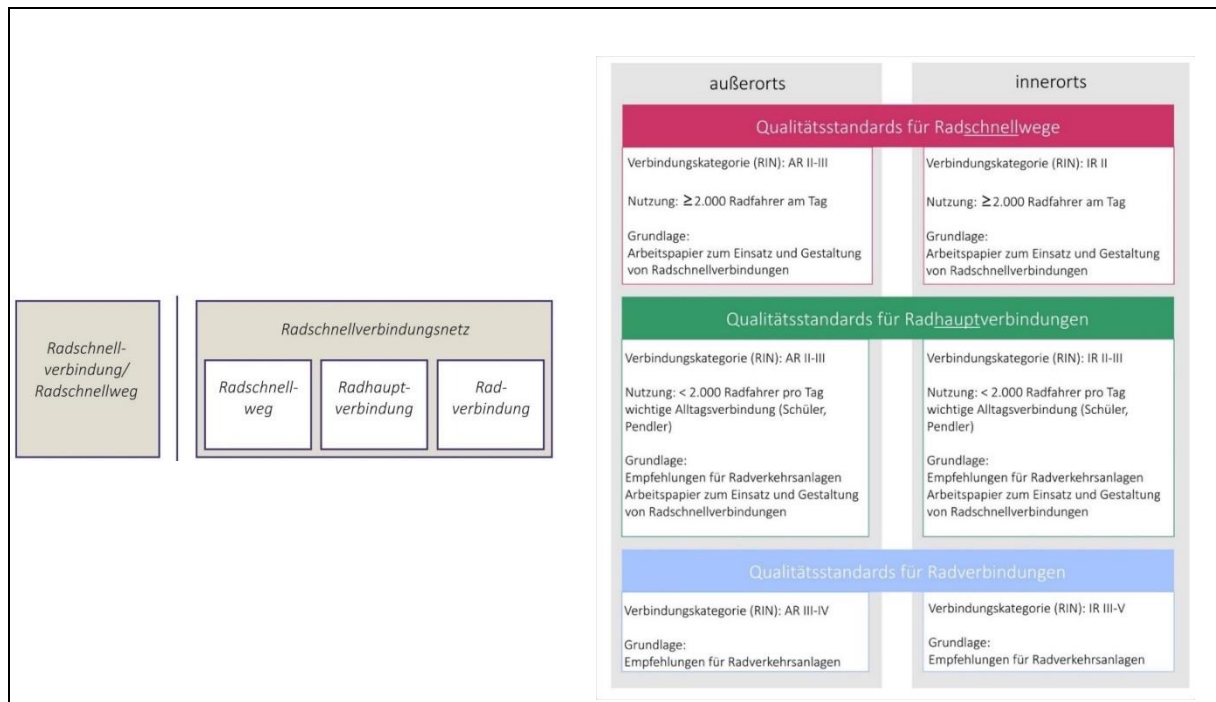 Radschnell-
verbindung/
Radschnellweg
Radschnellverbindungsnetz
Radschnell-
weg
Radhaupt-
verbindung
Rad-
verbindung
außerorts
innerorts
Qualitätsstandards für Radschnellwege
Verbindungskategorie (RIN): AR II-III
Nutzung: ≥2.000 Radfahrer am Tag
Grundlage:
Arbeitspapier zum Einsatz und Gestaltung
von Radschnellverbindungen
Verbindungskategorie (RIN): IR II
Nutzung: ≥2.000 Radfahrer am Tag
Grundlage:
Arbeitspapier zum Einsatz und Gestaltung
von Radschnellverbindungen
Qualitätsstandards für Radhauptverbindungen
Verbindungskategorie (RIN): AR II-III
Nutzung: < 2.000 Radfahrer pro Tag
wichtige Alltagsverbindung (Schüler,
Pendler)
Grundlage:
Empfehlungen für Radverkehrsanlagen
Arbeitspapier zum Einsatz und Gestaltung
von Radschnellverbindungen
Verbindungskategorie (RIN): IR II-III
Nutzung: < 2.000 Radfahrer pro Tag
wichtige Alltagsverbindung (Schüler,
Pendler)
Grundlage:
Empfehlungen für Radverkehrsanlagen
Arbeitspapier zum Einsatz und Gestaltung
von Radschnellverbindungen
Qualitätsstandards für Radverbindungen
Verbindungskategorie (RIN): AR III-IV
Grundlage:
Empfehlungen für Radverkehrsanlagen
Verbindungskategorie (RIN): IR III-V
Grundlage:
Empfehlungen für Radverkehrsanlagen